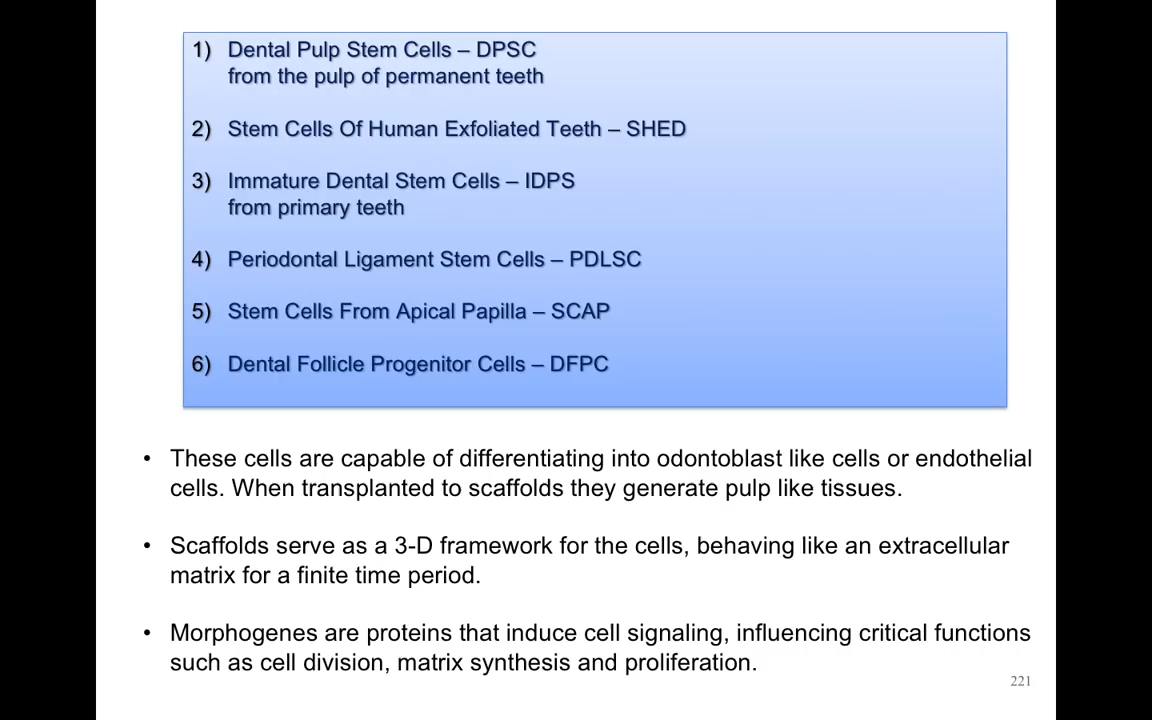 1) Dental Pulp Stem Cells – DPSC
from the pulp of permanent teeth
2) Stem Cells Of Human Exfoliated Teeth – SHED
3) Immature Dental Stem Cells – IDPS
from primary teeth
4) Periodontal Ligament Stem Cells – PDLSC
5) Stem Cells From Apical Papilla – SCAP
6) Dental Follicle Progenitor Cells – DFPC
• These cells are capable of differentiating into odontoblast like cells or endothelial
cells. When transplanted to scaffolds they generate pulp like tissues.
• Scaffolds serve as a 3-D framework for the cells, behaving like an extracellular
matrix for a finite time period.
• Morphogenes are proteins that induce cell signaling, influencing critical functions
such as cell division, matrix synthesis and proliferation.
221